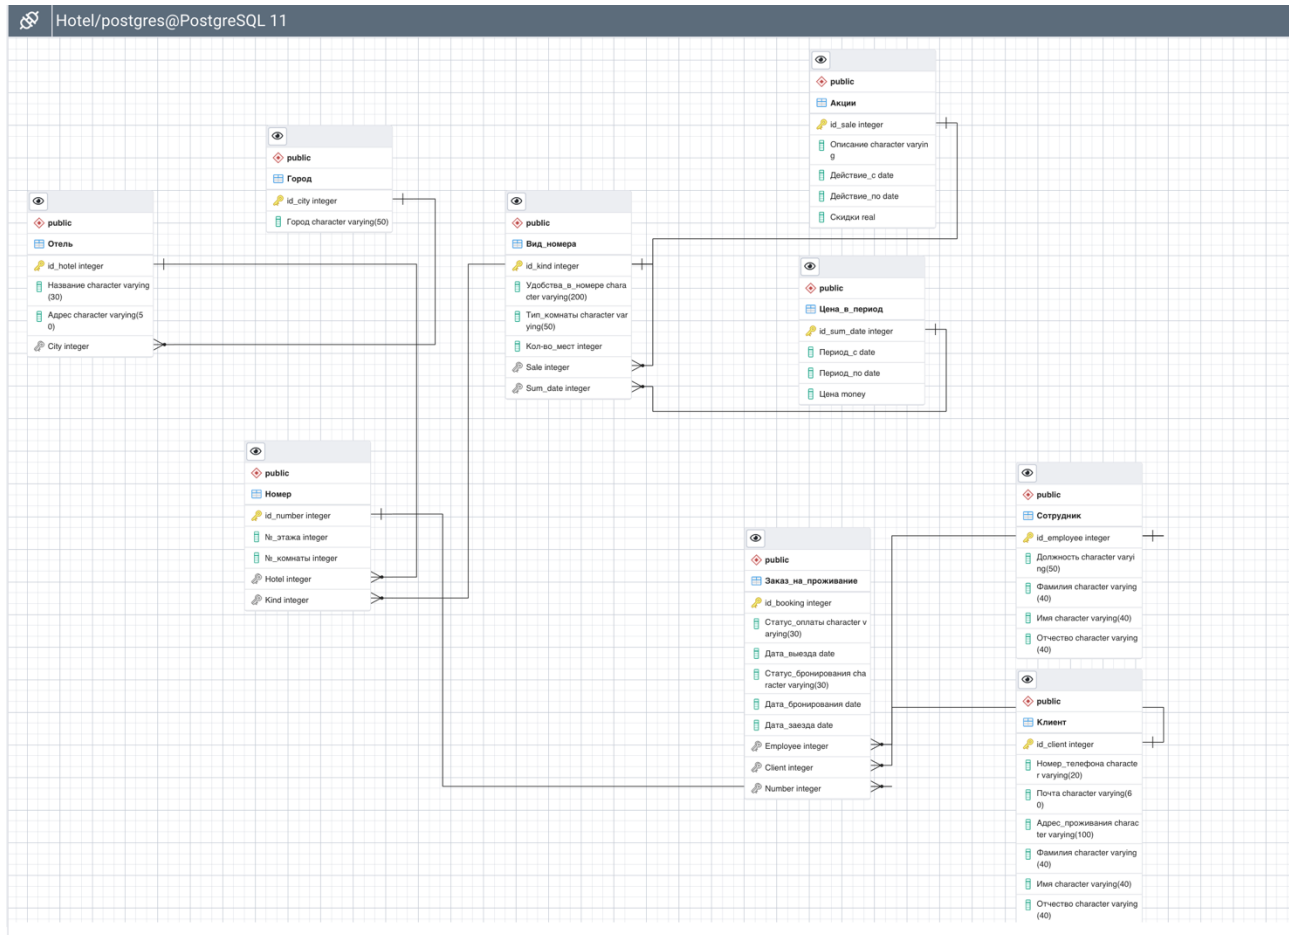 Hotel/postgres@PostgreSQL 11
public
Акции
id_sale integer
Описание character varyin
g
Действие_с date
Действие_по date
Скидки real
public
Город
id_city integer
Город character varying(50)
public
Отель
id_hotel integer
Название character varying
(30)
Адрес character varying(5
0)
City integer
public
Вид_номера
id_kind integer
Удобства_в_номере chara
cter varying(200)
Тип_комнаты character var
ying(50)
Кол-во_мест integer
Sale integer
Sum_date integer
public
Цена_в_период
id_sum_date integer
Период_с date
Период_по date
Цена money
public
Номер
id_number integer
№_этажа integer
№_комнаты integer
Hotel integer
Kind integer
public
Заказ_на_проживание
id_booking integer
Статус_оплаты character v
arying(30)
Дата_выезда date
Статус_бронирования cha
racter varying(30)
Дата_бронирования date
Дата_заезда date
Employee integer
Client integer
Number integer
public
Сотрудник
id_employee integer
Должность character varyi
ng(50)
Фамилия character varying
(40)
Имя character varying(40)
Отчество character varying
(40)
public
Клиент
id_client integer
Номер_телефона characte
r varying(20)
Почта character varying(6
0)
Адрес_проживания charac
ter varying(100)
Фамилия character varying
(40)
Имя character varying(40)
Отчество character varying
(40)